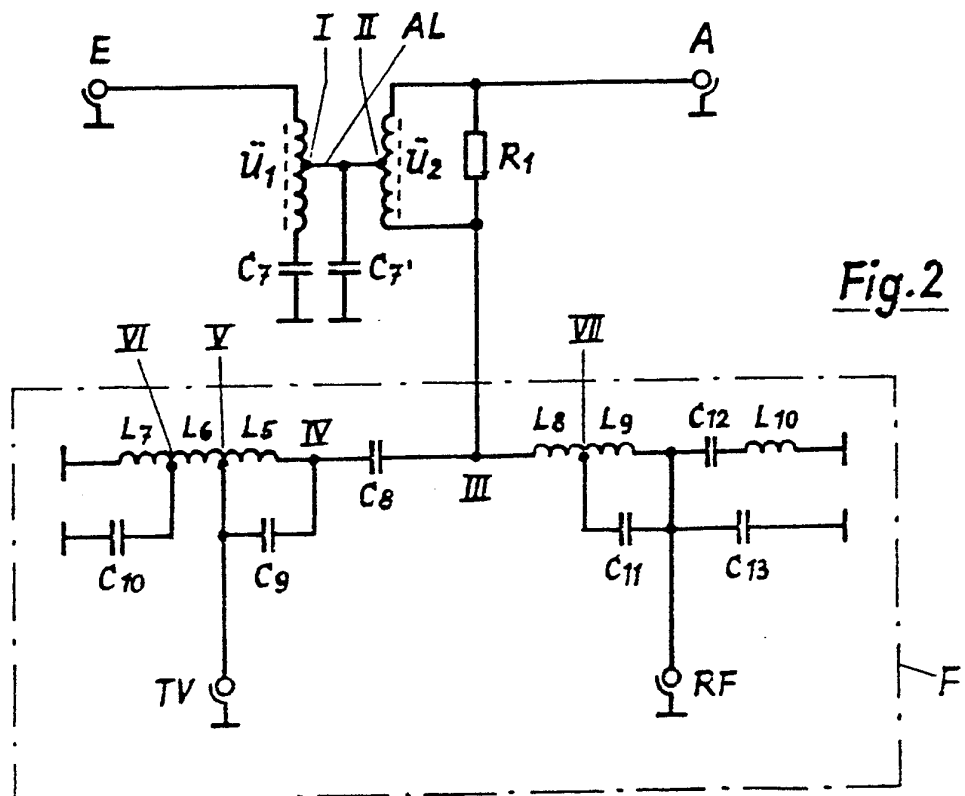 I II AL
E A
Ü1 Ü2 R1
C7 C7'
Fig.2
VI V VII
L7 L6 L5 IV L8 L9 C12 L10
C8 III
C10 C9 C11 C13
TV RF F